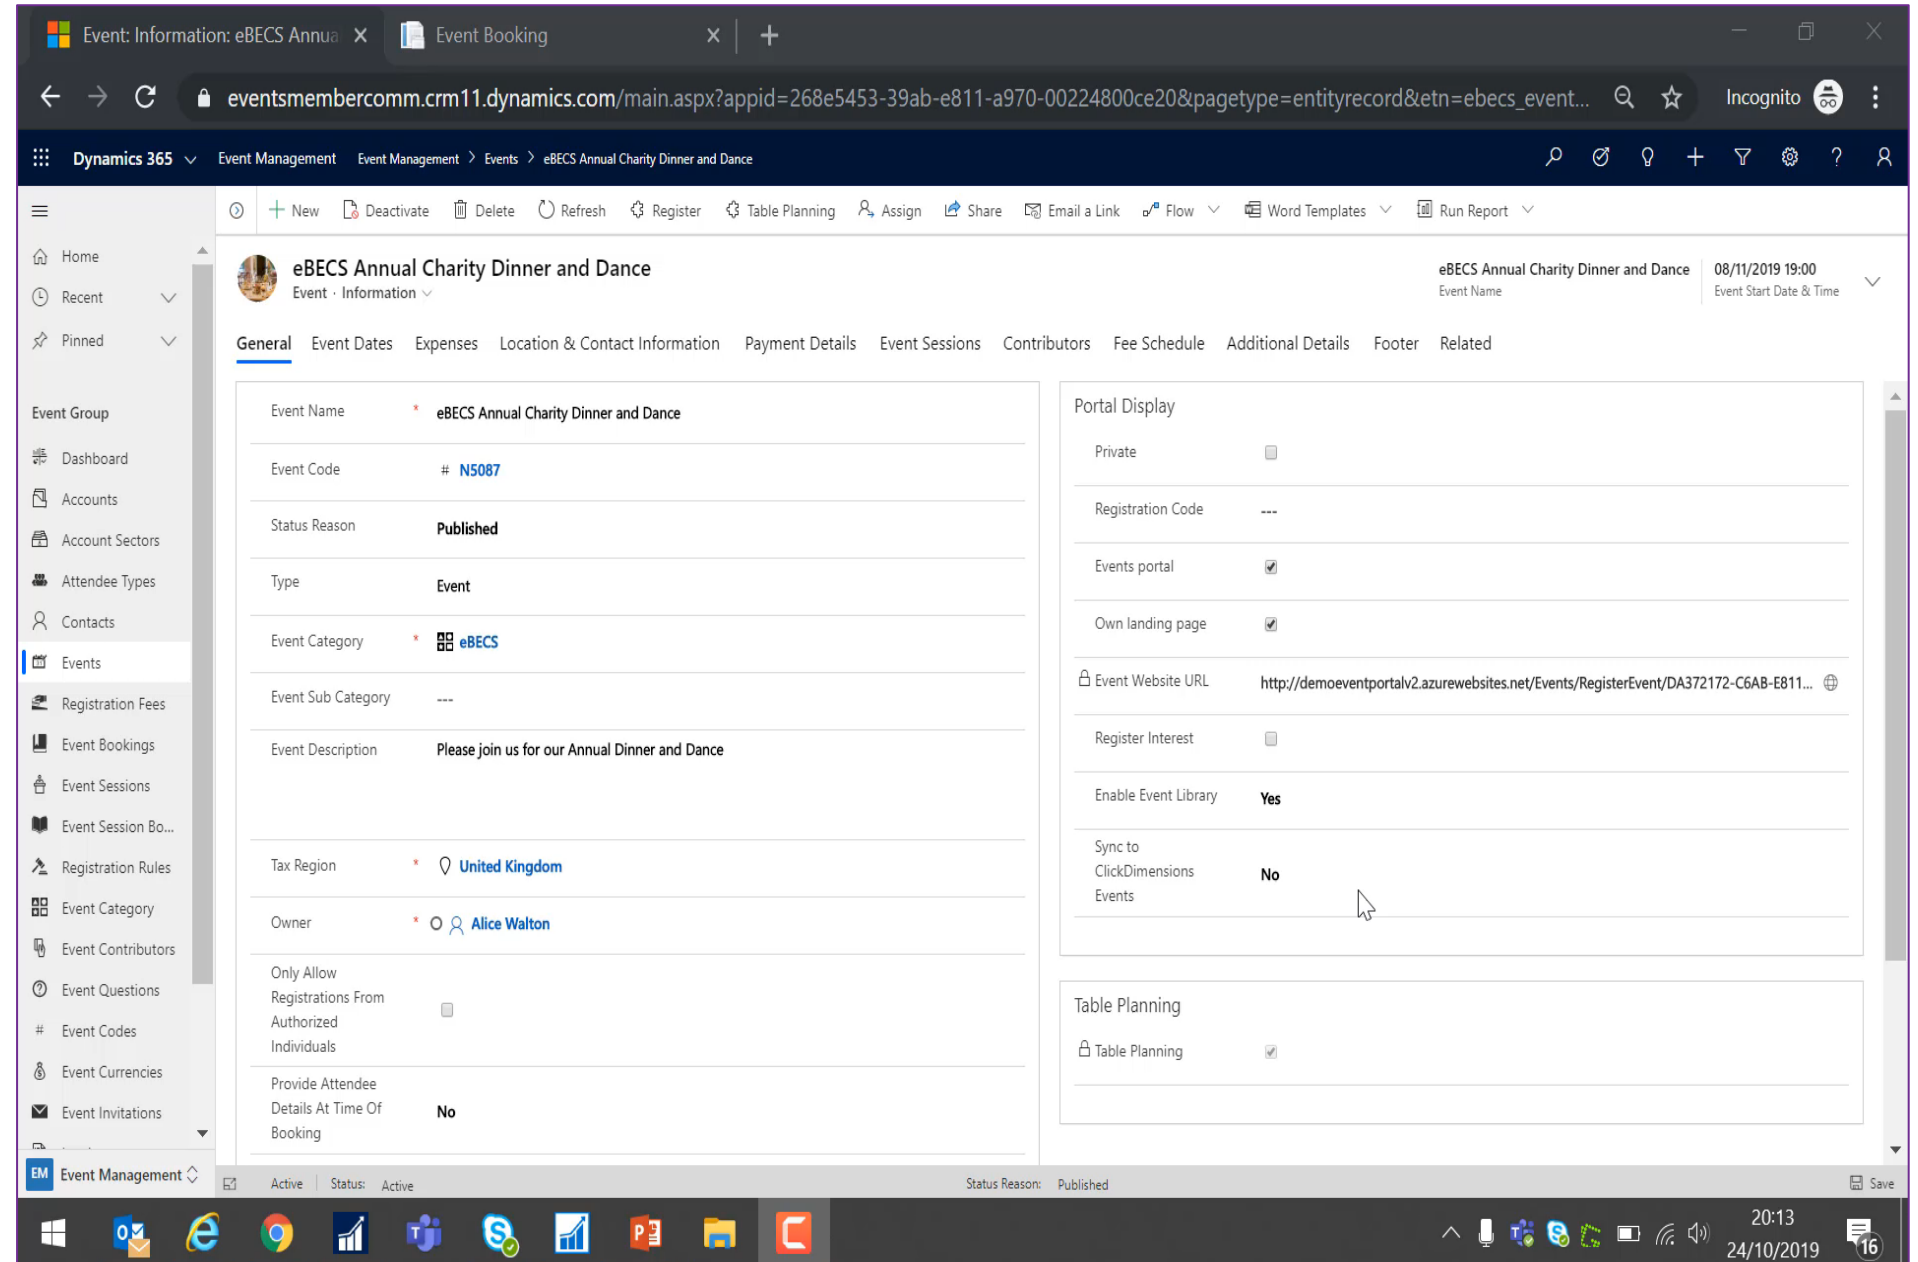 Event: Information: eBECS Annua
Event Booking
eventsmembercomm.crm11.dynamics.com/main.aspx?appid=268e5453-39ab-e811-a970-00224800ce20&pagetype=entityrecord&etn=ebecs_event...
Incognito
Dynamics 365 Event Management Event Management > Events > eBECS Annual Charity Dinner and Dance
New Deactivate Delete Refresh Register Table Planning Assign Share Email a Link Flow Word Templates Run Report
Home
Recent
Pinned
Event Group
Dashboard
Accounts
Account Sectors
Attendee Types
Contacts
Events
Registration Fees
Event Bookings
Event Sessions
Event Session Bo...
Registration Rules
Event Category
Event Contributors
Event Questions
# Event Codes
Event Currencies
Event Invitations
EM Event Management
eBECS Annual Charity Dinner and Dance
Event · Information
eBECS Annual Charity Dinner and Dance
Event Name
08/11/2019 19:00
Event Start Date & Time
General Event Dates Expenses Location & Contact Information Payment Details Event Sessions Contributors Fee Schedule Additional Details Footer Related
Event Name * eBECS Annual Charity Dinner and Dance
Event Code # N5087
Status Reason Published
Type Event
Event Category * eBECS
Event Sub Category ---
Event Description Please join us for our Annual Dinner and Dance
Tax Region * United Kingdom
Owner * Alice Walton
Only Allow
Registrations From
Authorized
Individuals
Provide Attendee
Details At Time Of No
Booking
Portal Display
Private
Registration Code ---
Events portal
Own landing page
Event Website URL http://demoeventportalv2.azurewebsites.net/Events/RegisterEvent/DA372172-C6AB-E811...
Register Interest
Enable Event Library Yes
Sync to
ClickDimensions No
Events
Table Planning
Table Planning
Active Status: Active Status Reason: Published Save
20:13
24/10/2019
16